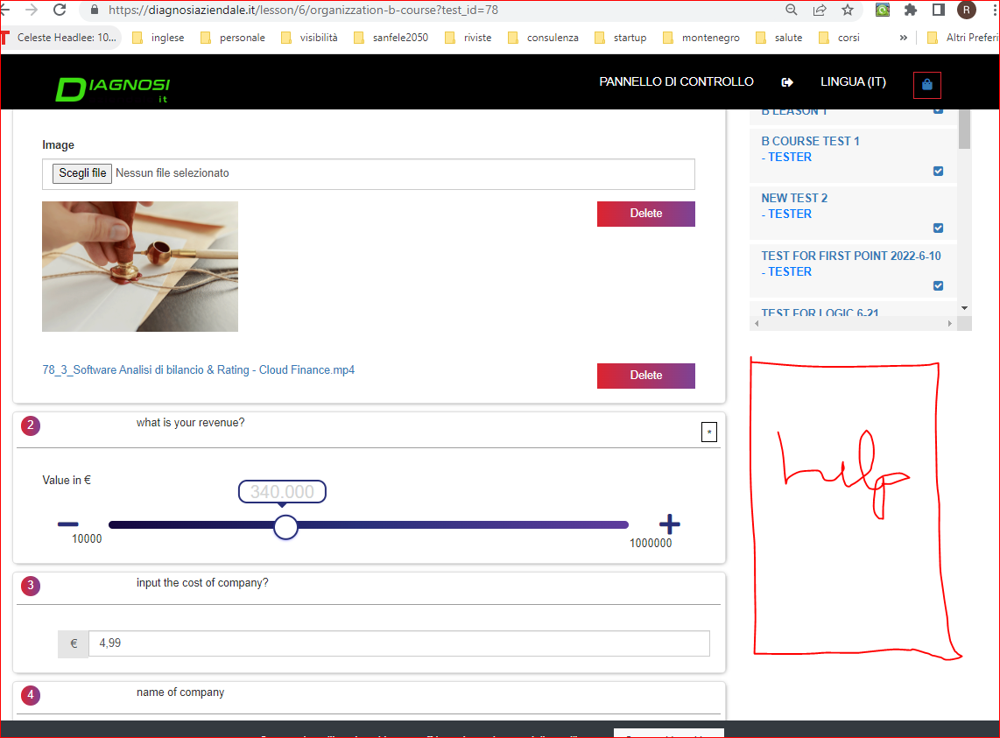 https://diagnosiaziendale.it/lesson/6/organizzation-b-course?test_id=78
R
Celeste Headlee: 10... inglese personale visibilità sanfele2050 riviste consulenza startup montenegro salute corsi » Altri Preferi
DIAGNOSI it
PANNELLO DI CONTROLLO LINGUA (IT)
B LEASON 1
B COURSE TEST 1
- TESTER
NEW TEST 2
- TESTER
TEST FOR FIRST POINT 2022-6-10
- TESTER
TEST FOR LOGIC 6-21
Image
Scegli file Nessun file selezionato
Delete
78_3_Software Analisi di bilancio & Rating - Cloud Finance.mp4
Delete
2 what is your revenue?
*
Value in €
340.000
10000
1000000
help
3 input the cost of company?
€ 4,99
4 name of company